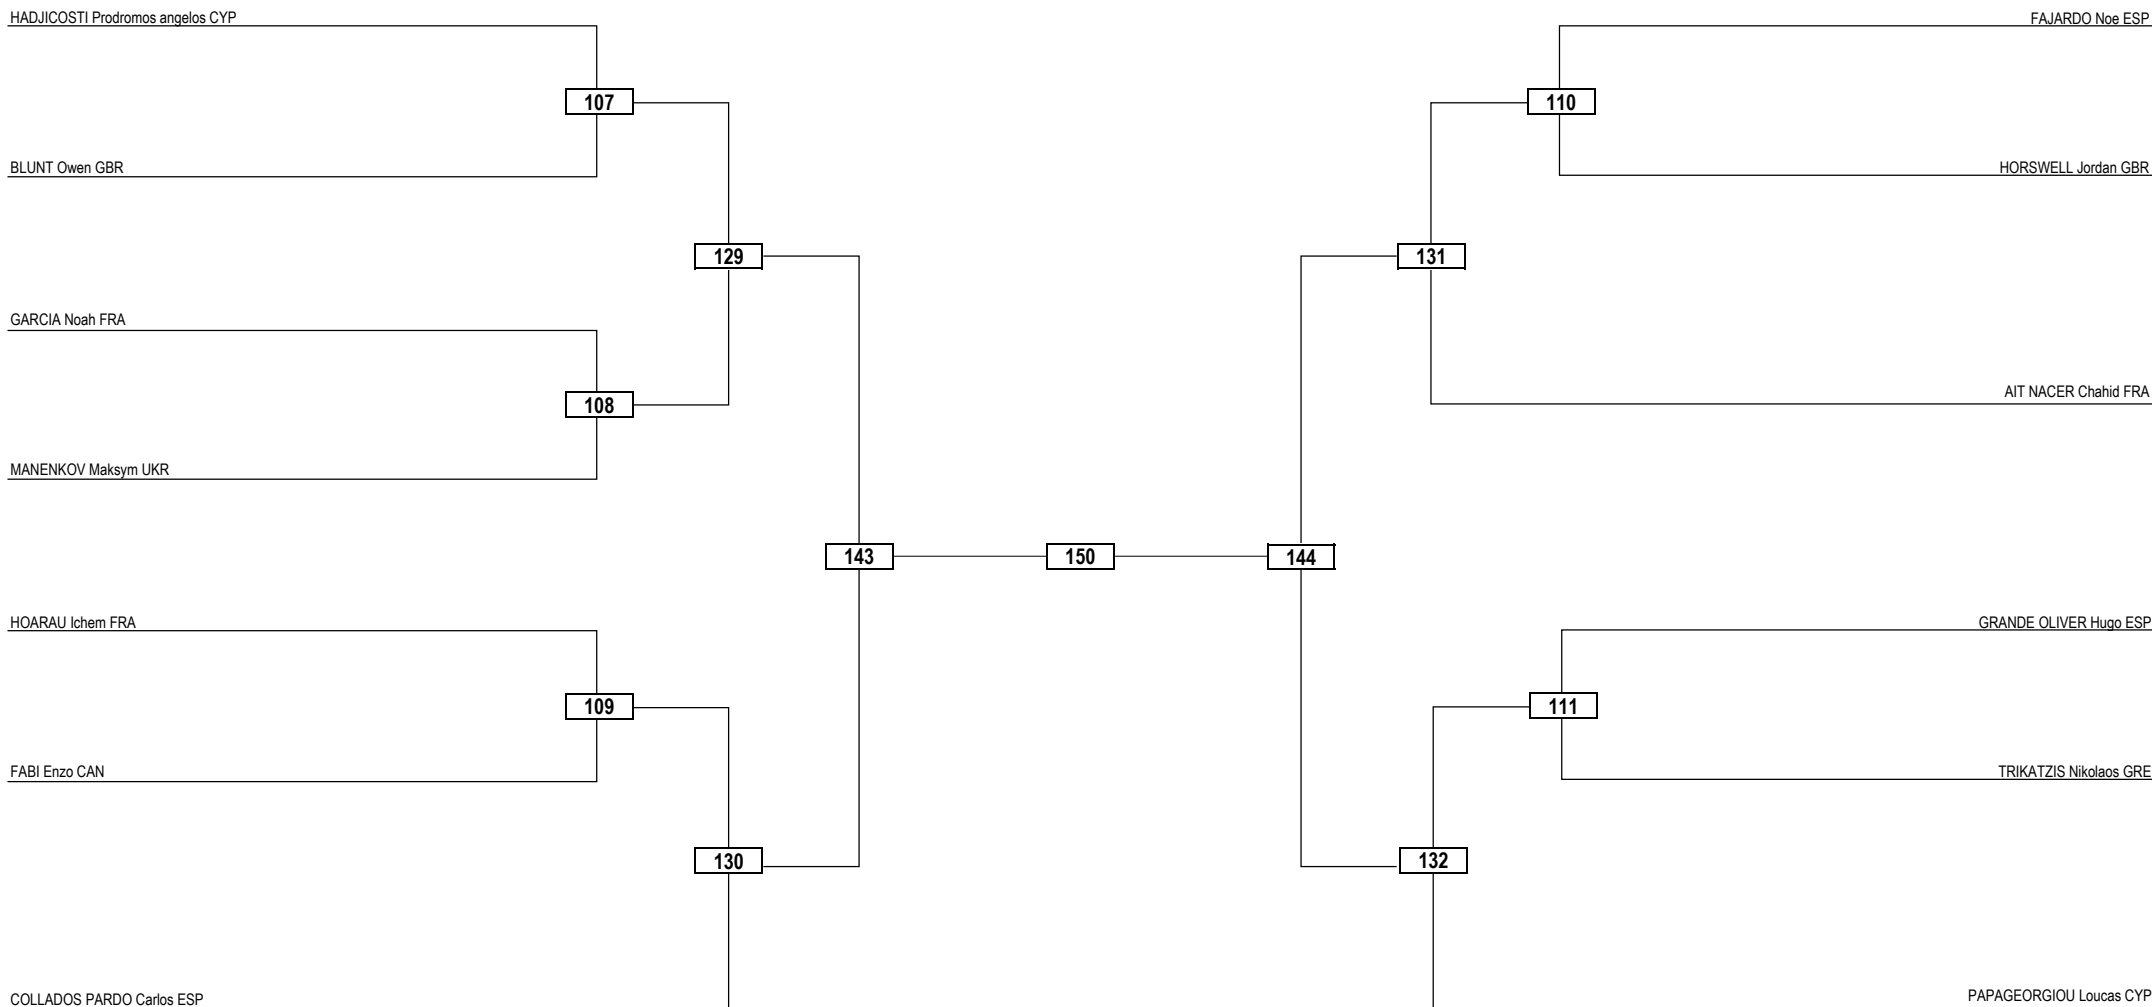 HADJICOSTI Prodromos angelos CYP
FAJARDO Noe ESP
107
110
BLUNT Owen GBR
HORSWELL Jordan GBR
129
131
GARCIA Noah FRA
AIT NACER Chahid FRA
108
MANENKOV Maksym UKR
143
150
144
HOARAU Ichem FRA
GRANDE OLIVER Hugo ESP
109
111
FABI Enzo CAN
TRIKATZIS Nikolaos GRE
130
132
COLLADOS PARDO Carlos ESP
PAPAGEORGIOU Loucas CYP